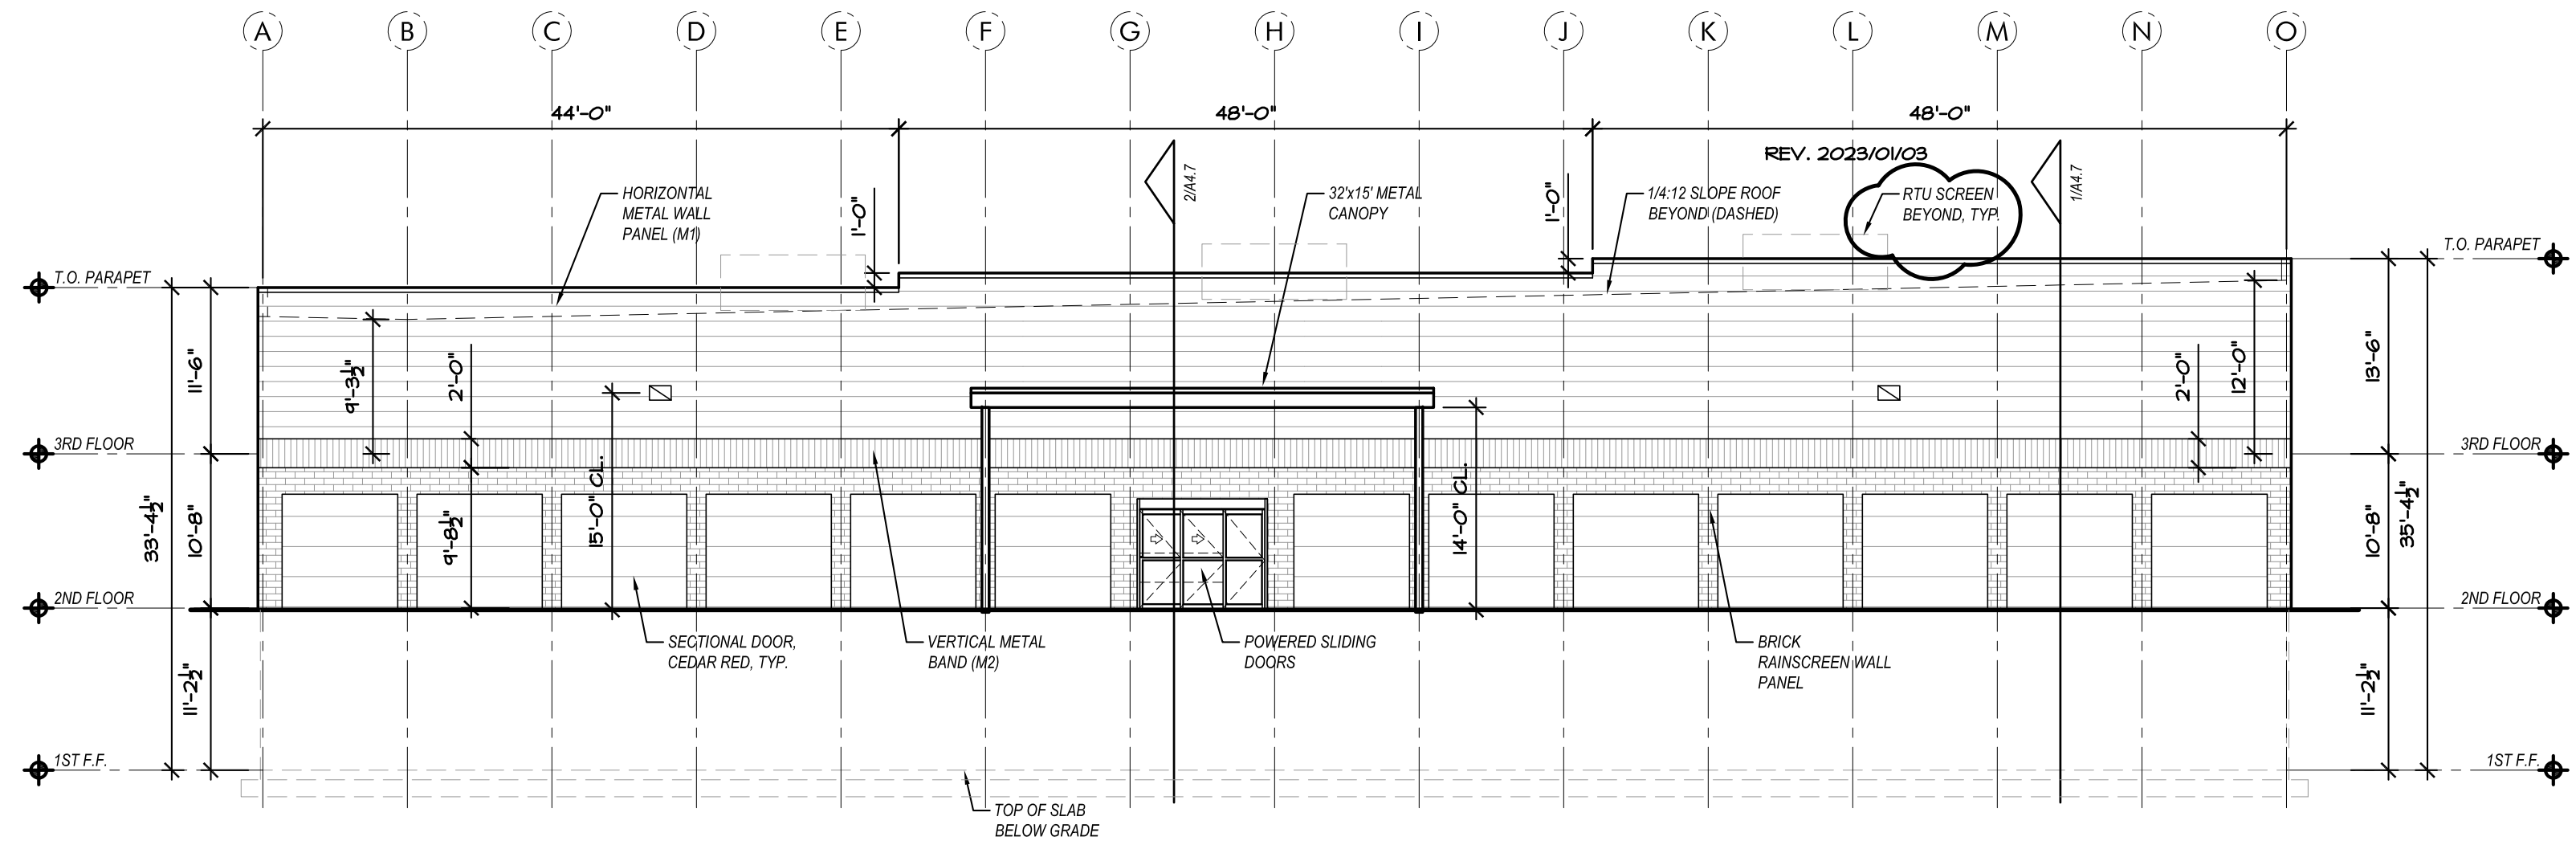 A B C D E F G H I J K L M N O
44'-0" 48'-0" 48'-0"
REV. 2023/01/03
HORIZONTAL
METAL WALL
PANEL (M1)
1'-0"
2/A4.7
32'x15' METAL
CANOPY
1'-0"
1/4:12 SLOPE ROOF
BEYOND (DASHED)
RTU SCREEN
BEYOND, TYP.
1/A4.7
T.O. PARAPET
T.O. PARAPET
11'-6"
9'-3½"
2'-0"
2'-0"
12'-0"
13'-6"
3RD FLOOR
3RD FLOOR
33'-4½"
10'-8"
9'-8½"
15'-0" CL.
14'-0" CL.
10'-8"
35'-4½"
2ND FLOOR
2ND FLOOR
SECTIONAL DOOR,
CEDAR RED, TYP.
VERTICAL METAL
BAND (M2)
POWERED SLIDING
DOORS
BRICK
RAINSCREEN WALL
PANEL
11'-2½"
11'-2½"
1ST F.F.
1ST F.F.
TOP OF SLAB
BELOW GRADE